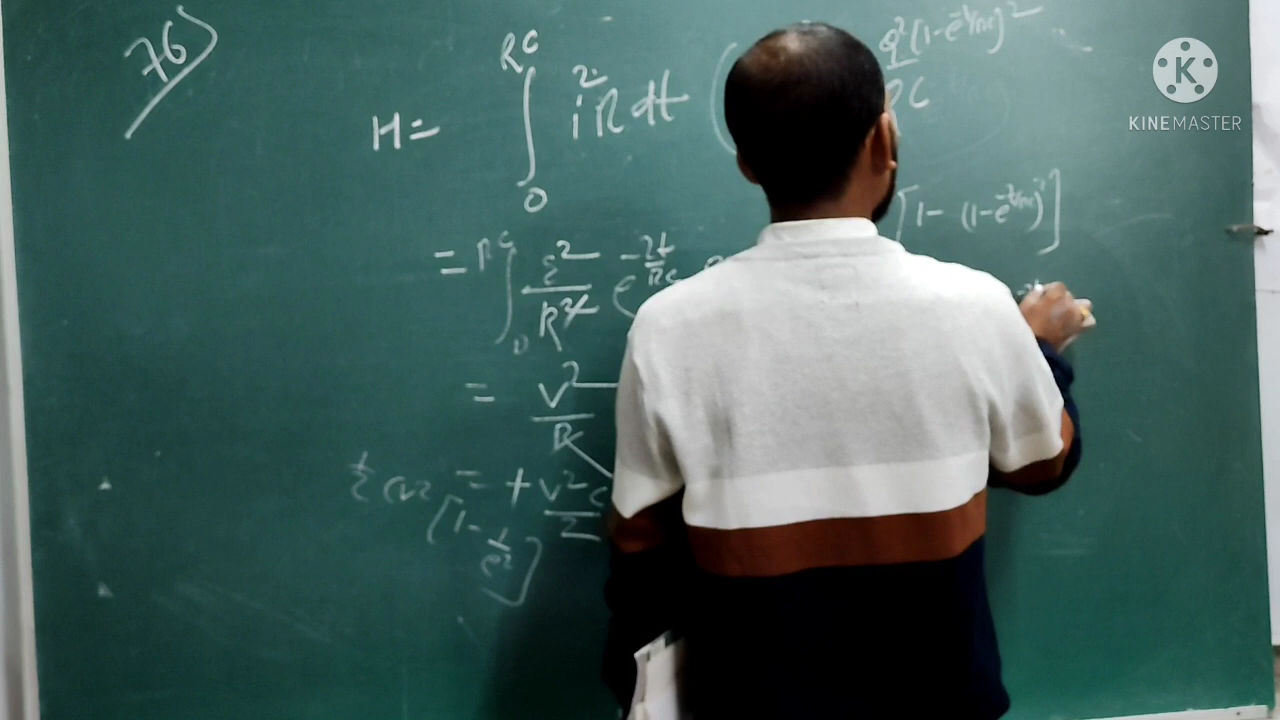 76)
RC
H = ∫ i²R dt
0
Q²(1-e^-t/RC)²
[1-(1-e^-t/RC)²]
= RC ∫ 0 ε²/R² e^-2t/RC
= V²/R
½ CV² = + V²C/2
[1- 1/e²]
K
KINEMASTER